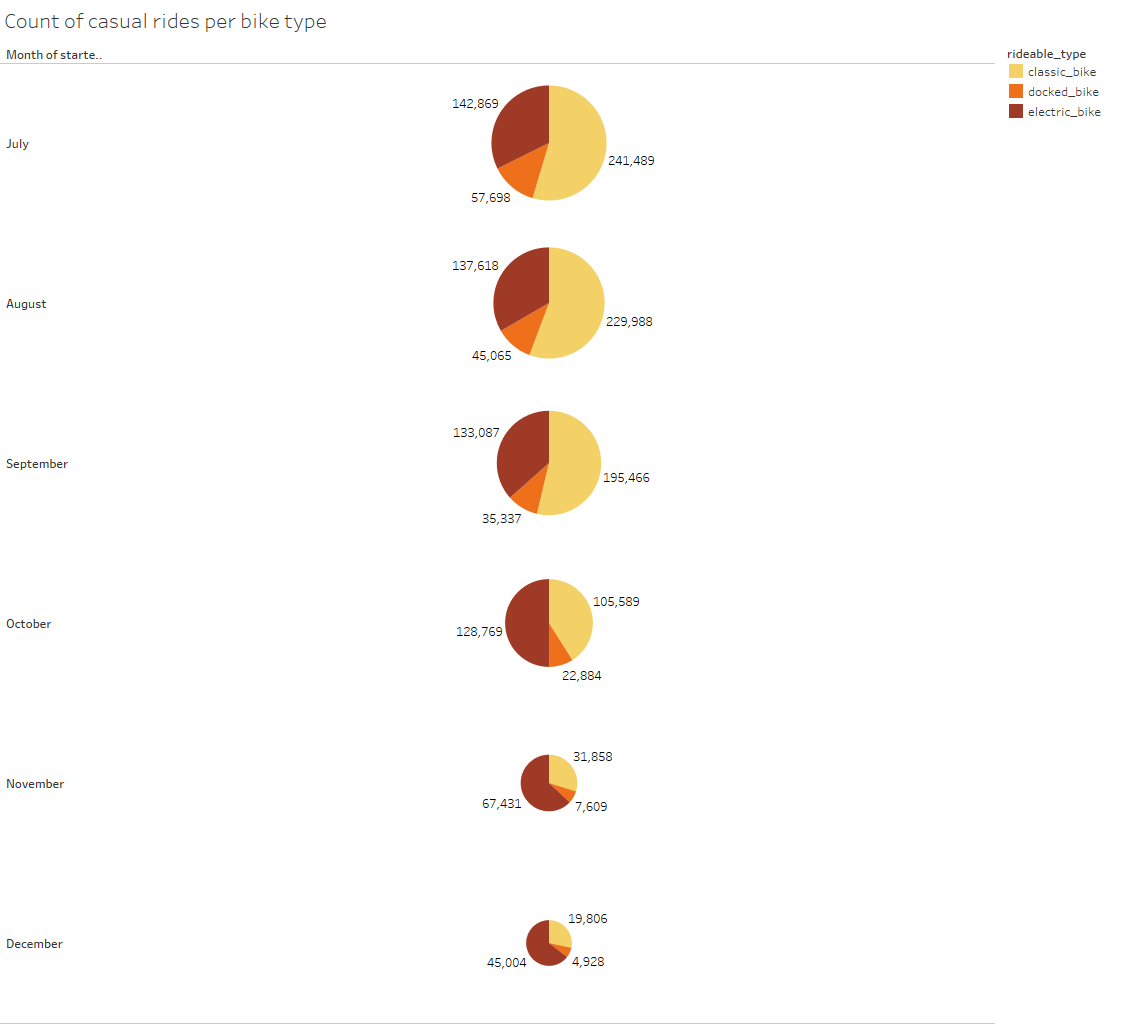 Count of casual rides per bike type
Month of starte..
rideable_type
classic_bike
docked_bike
electric_bike
July
142,869
241,489
57,698
August
137,618
229,988
45,065
September
133,087
195,466
35,337
October
105,589
128,769
22,884
November
31,858
67,431
7,609
December
19,806
45,004
4,928